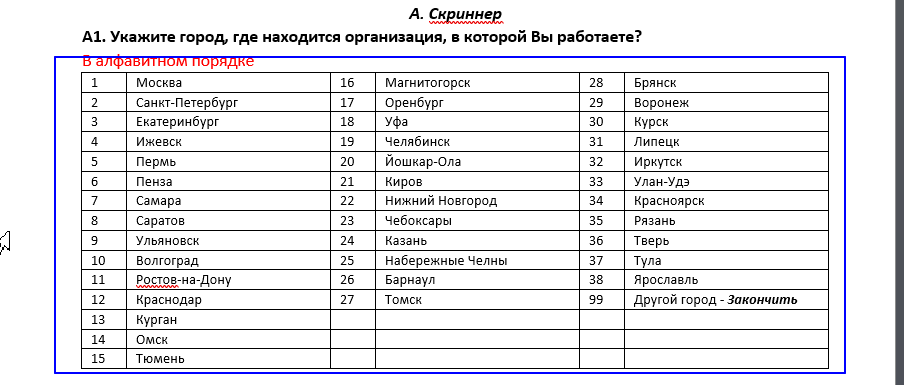 А. Скриннер
А1. Укажите город, где находится организация, в которой Вы работаете?
В алфавитном порядке
1 Москва 16 Магнитогорск 28 Брянск
2 Санкт-Петербург 17 Оренбург 29 Воронеж
3 Екатеринбург 18 Уфа 30 Курск
4 Ижевск 19 Челябинск 31 Липецк
5 Пермь 20 Йошкар-Ола 32 Иркутск
6 Пенза 21 Киров 33 Улан-Удэ
7 Самара 22 Нижний Новгород 34 Красноярск
8 Саратов 23 Чебоксары 35 Рязань
9 Ульяновск 24 Казань 36 Тверь
10 Волгоград 25 Набережные Челны 37 Тула
11 Ростов-на-Дону 26 Барнаул 38 Ярославль
12 Краснодар 27 Томск 99 Другой город - Закончить
13 Курган
14 Омск
15 Тюмень